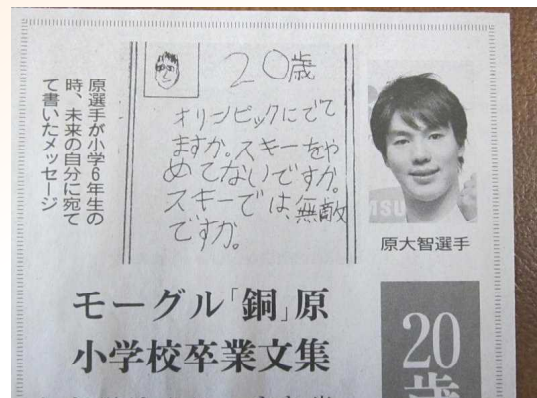 20歳
オリンピックにでて
ますか。スキーをや
めてないですか。
スキーでは、無敵
ですか。
原選手が小学6年生の
時、未来の自分に宛て
て書いたメッセージ
原大智選手
モーグル「銅」原
小学校卒業文集
20歳